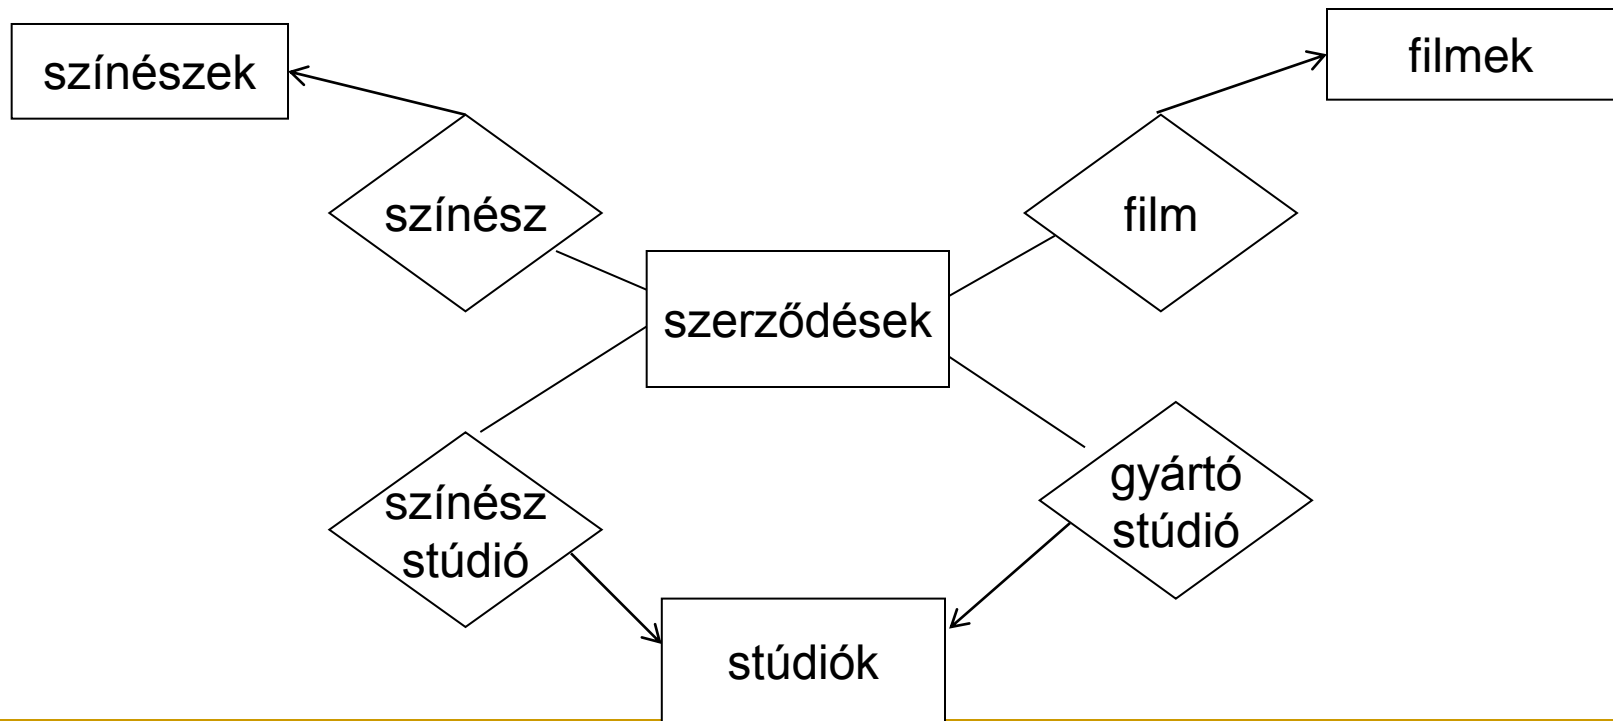 színészek
filmek
színész
film
szerződések
színész
stúdió
gyártó
stúdió
stúdiók